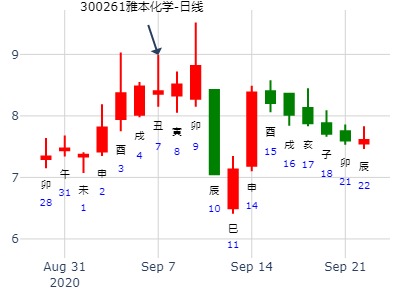 300261雅本化学-日线
9
8
7
6
卯
28
午
31
未
1
申
2
酉
3
戌
4
丑
7
寅
8
卯
9
辰
10
巳
11
申
14
酉
15
戌
16
亥
17
子
18
卯
21
辰
22
Aug 31
2020
Sep 7
Sep 14
Sep 21